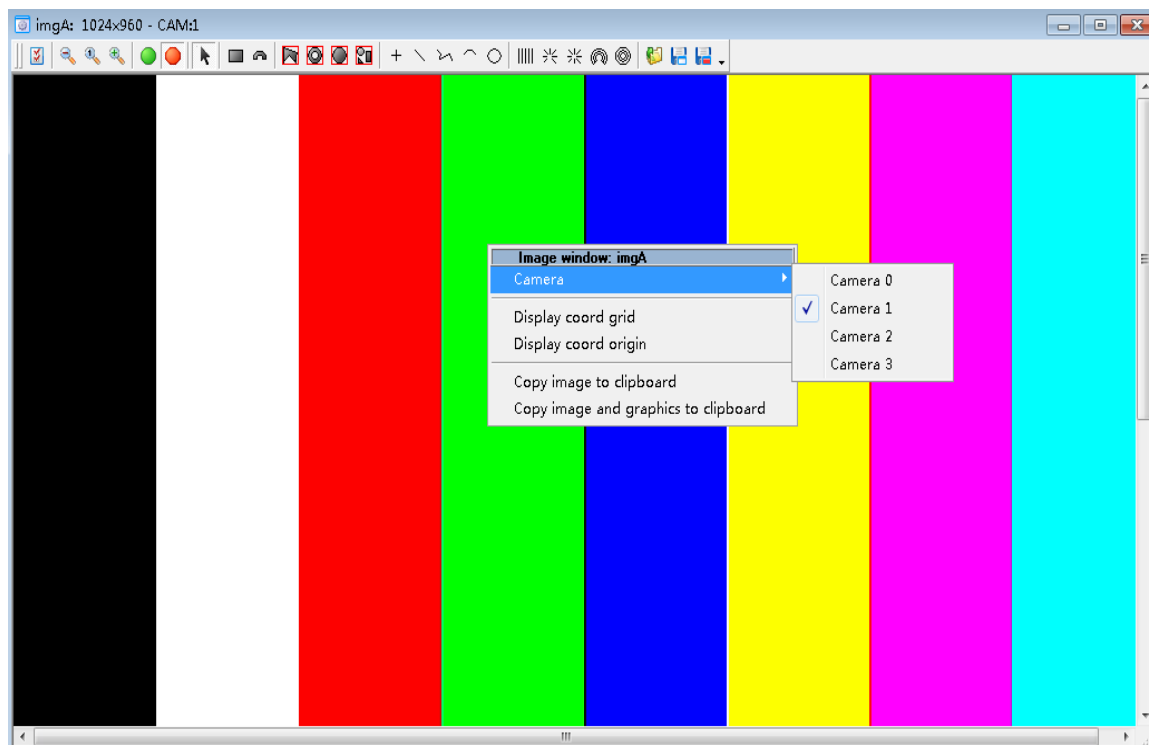 imgA: 1024x960 - CAM:1
Image window: imgA
Camera
Camera 0
Camera 1
Camera 2
Camera 3
Display coord grid
Display coord origin
Copy image to clipboard
Copy image and graphics to clipboard